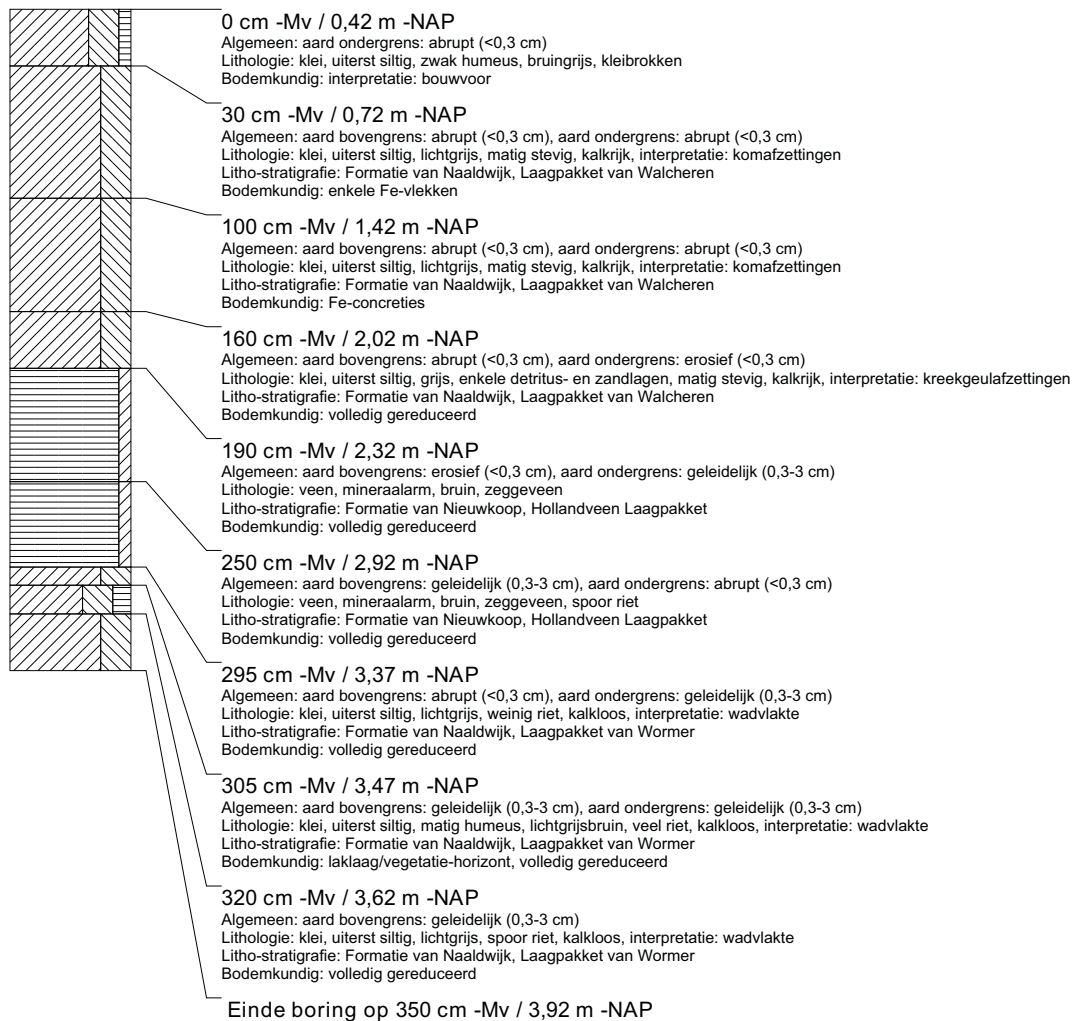 0 cm -Mv / 0,42 m -NAP
Algemeen: aard ondergrens: abrupt (<0,3 cm)
Lithologie: klei, uiterst siltig, zwak humeus, bruingrijs, kleibrokken
Bodemkundig: interpretatie: bouwvoor
30 cm -Mv / 0,72 m -NAP
Algemeen: aard bovengrens: abrupt (<0,3 cm), aard ondergrens: abrupt (<0,3 cm)
Lithologie: klei, uiterst siltig, lichtgrijs, matig stevig, kalkrijk, interpretatie: komafzettingen
Litho-stratigrafie: Formatie van Naaldwijk, Laagpakket van Walcheren
Bodemkundig: enkele Fe-vlekken
100 cm -Mv / 1,42 m -NAP
Algemeen: aard bovengrens: abrupt (<0,3 cm), aard ondergrens: abrupt (<0,3 cm)
Lithologie: klei, uiterst siltig, lichtgrijs, matig stevig, kalkrijk, interpretatie: komafzettingen
Litho-stratigrafie: Formatie van Naaldwijk, Laagpakket van Walcheren
Bodemkundig: Fe-concreties
160 cm -Mv / 2,02 m -NAP
Algemeen: aard bovengrens: abrupt (<0,3 cm), aard ondergrens: erosief (<0,3 cm)
Lithologie: klei, uiterst siltig, grijs, enkele detritus- en zandlagen, matig stevig, kalkrijk, interpretatie: kreekgeulafzettingen
Litho-stratigrafie: Formatie van Naaldwijk, Laagpakket van Walcheren
Bodemkundig: volledig gereduceerd
190 cm -Mv / 2,32 m -NAP
Algemeen: aard bovengrens: erosief (<0,3 cm), aard ondergrens: geleidelijk (0,3-3 cm)
Lithologie: veen, mineraalarm, bruin, zeggeveen
Litho-stratigrafie: Formatie van Nieuwkoop, Hollandveen Laagpakket
Bodemkundig: volledig gereduceerd
250 cm -Mv / 2,92 m -NAP
Algemeen: aard bovengrens: geleidelijk (0,3-3 cm), aard ondergrens: abrupt (<0,3 cm)
Lithologie: veen, mineraalarm, bruin, zeggeveen, spoor riet
Litho-stratigrafie: Formatie van Nieuwkoop, Hollandveen Laagpakket
Bodemkundig: volledig gereduceerd
295 cm -Mv / 3,37 m -NAP
Algemeen: aard bovengrens: abrupt (<0,3 cm), aard ondergrens: geleidelijk (0,3-3 cm)
Lithologie: klei, uiterst siltig, lichtgrijs, weinig riet, kalkloos, interpretatie: wadvlakte
Litho-stratigrafie: Formatie van Naaldwijk, Laagpakket van Wormer
Bodemkundig: volledig gereduceerd
305 cm -Mv / 3,47 m -NAP
Algemeen: aard bovengrens: geleidelijk (0,3-3 cm), aard ondergrens: geleidelijk (0,3-3 cm)
Lithologie: klei, uiterst siltig, matig humeus, lichtgrijsbruin, veel riet, kalkloos, interpretatie: wadvlakte
Litho-stratigrafie: Formatie van Naaldwijk, Laagpakket van Wormer
Bodemkundig: laklaag/vegetatie-horizont, volledig gereduceerd
320 cm -Mv / 3,62 m -NAP
Algemeen: aard bovengrens: geleidelijk (0,3-3 cm)
Lithologie: klei, uiterst siltig, lichtgrijs, spoor riet, kalkloos, interpretatie: wadvlakte
Litho-stratigrafie: Formatie van Naaldwijk, Laagpakket van Wormer
Bodemkundig: volledig gereduceerd
Einde boring op 350 cm -Mv / 3,92 m -NAP